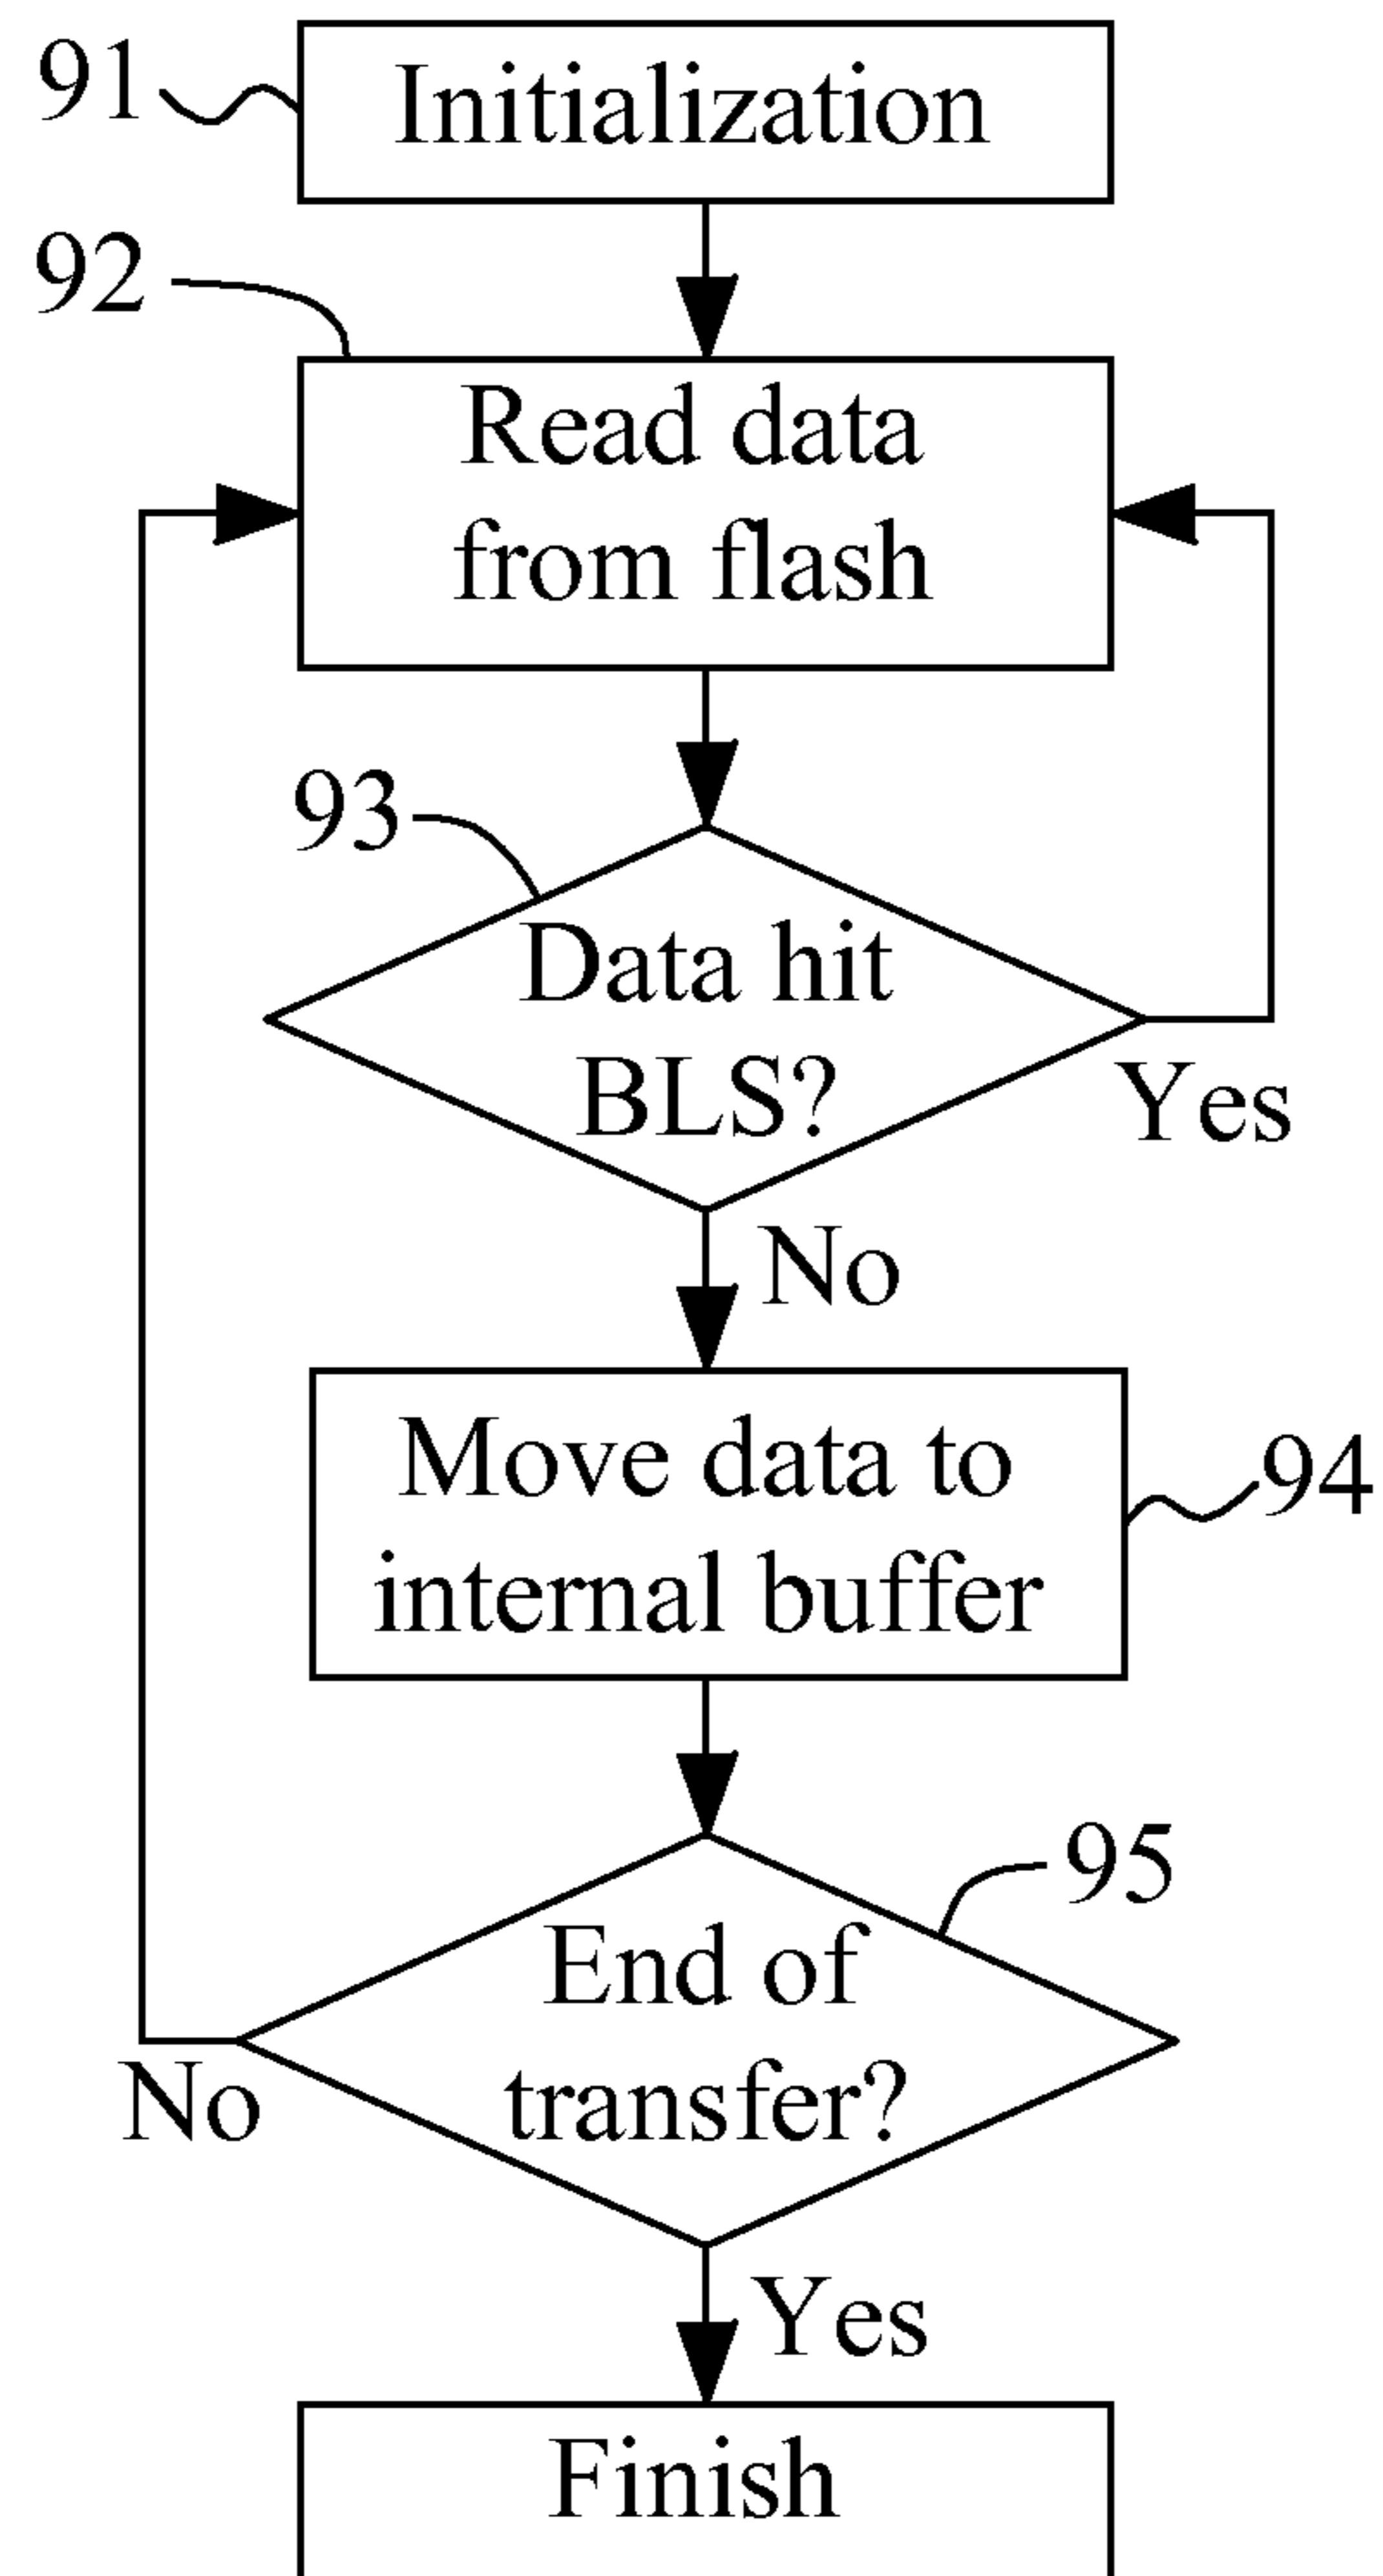 91
Initialization
92
Read data
from flash
93
Data hit
BLS?
Yes
No
Move data to
internal buffer
94
95
End of
transfer?
No
Yes
Finish